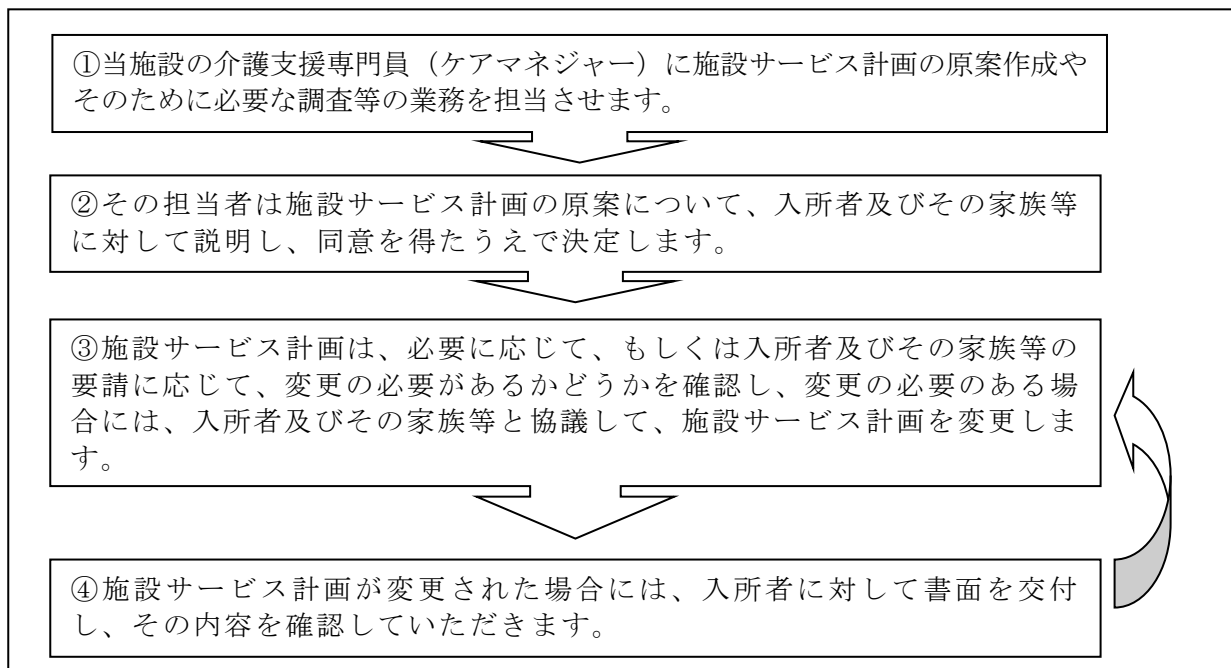 ①当施設の介護支援専門員（ケアマネジャー）に施設サービス計画の原案作成や
そのために必要な調査等の業務を担当させます。
②その担当者は施設サービス計画の原案について、入所者及びその家族等
に対して説明し、同意を得たうえで決定します。
③施設サービス計画は、必要に応じて、もしくは入所者及びその家族等の
要請に応じて、変更の必要があるかどうかを確認し、変更の必要のある場
合には、入所者及びその家族等と協議して、施設サービス計画を変更しま
す。
④施設サービス計画が変更された場合には、入所者に対して書面を交付
し、その内容を確認していただきます。